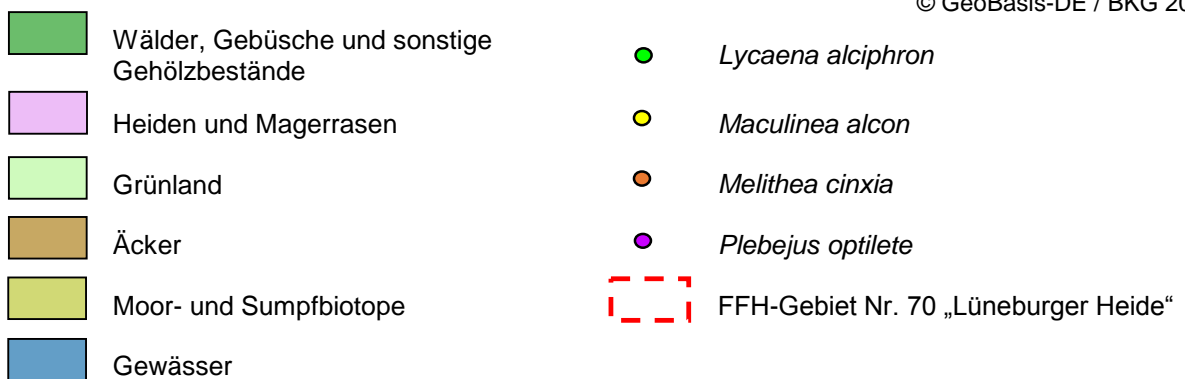 © GeoBasis-DE / BKG 20
Wälder, Gebüsche und sonstige
Gehölzbestände
Heiden und Magerrasen
Grünland
Äcker
Moor- und Sumpfbiotope
Gewässer
Lycaena alciphron
Maculinea alcon
Melithea cinxia
Plebejus optilete
FFH-Gebiet Nr. 70 „Lüneburger Heide“